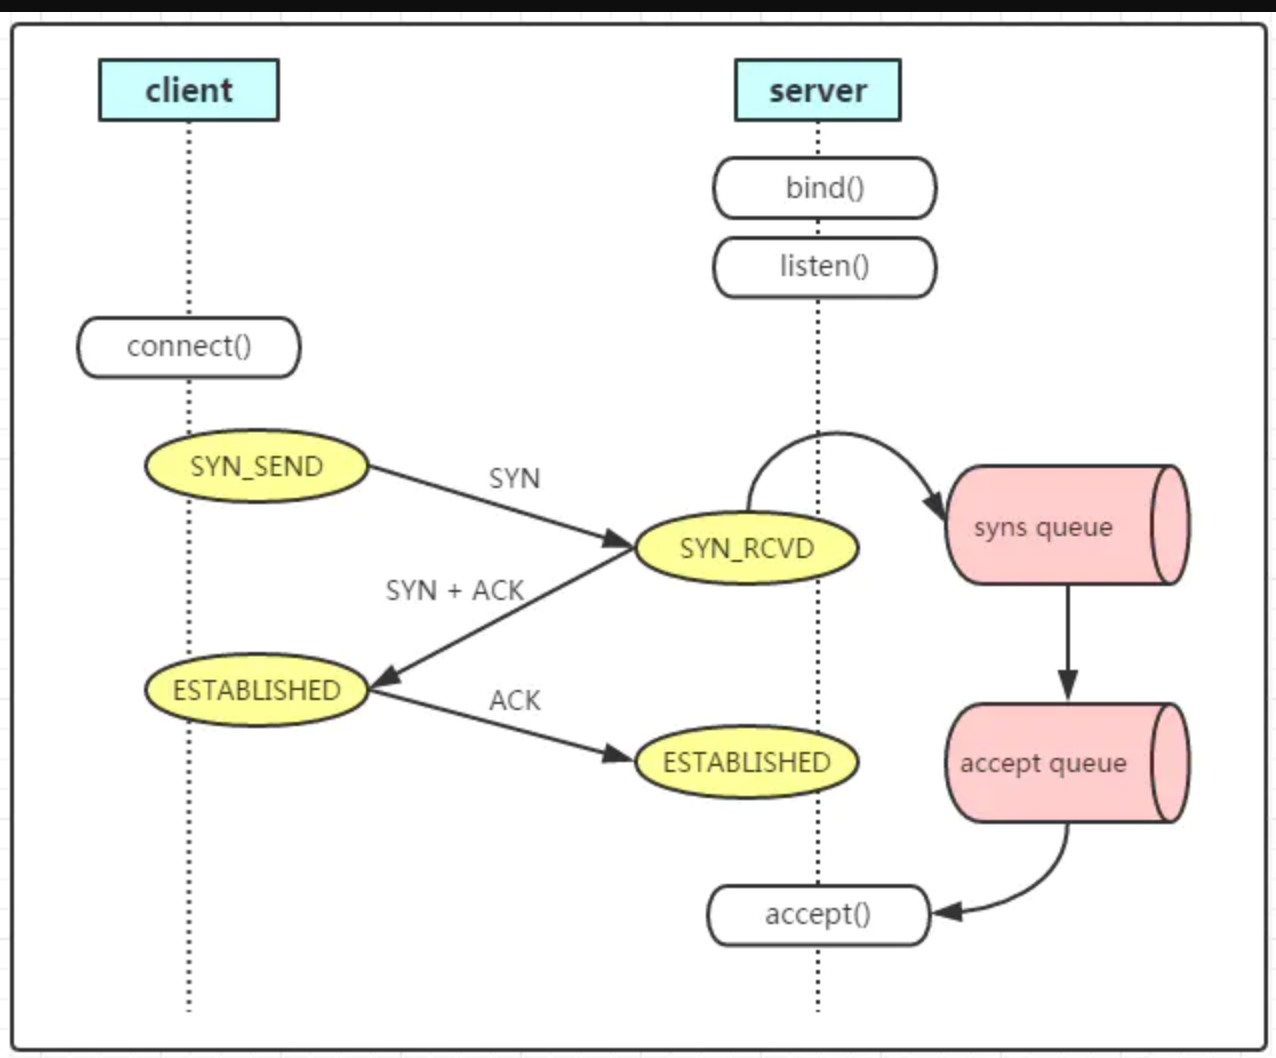 client
server
bind()
listen()
connect()
SYN_SEND
SYN
SYN_RCVD
syns queue
SYN + ACK
ESTABLISHED
ACK
ESTABLISHED
accept queue
accept()